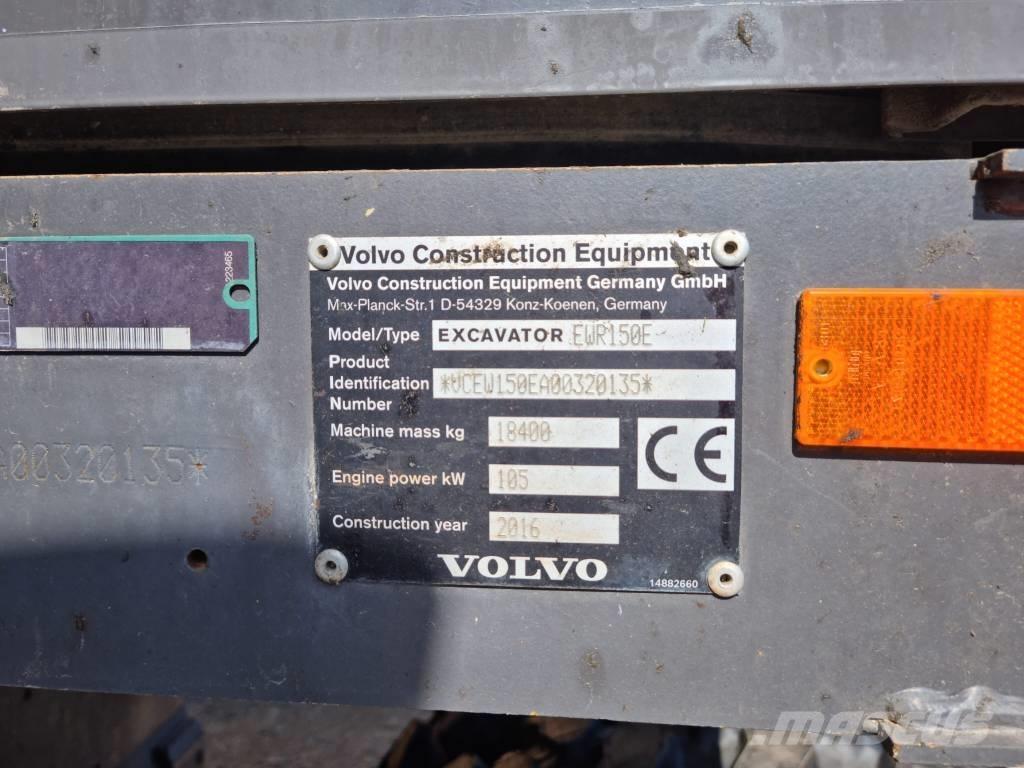 Volvo Construction Equipment
Volvo Construction Equipment Germany GmbH
Max-Planck-Str.1 D-54329 Konz-Koenen, Germany
Model/Type EXCAVATOR EWR150E
Product
Identification *VCEW150EA00320135*
Number
Machine mass kg 18400
CE
Engine power kW 105
Construction year 2016
VOLVO
14882660
223465
A00320135*
MASCUS